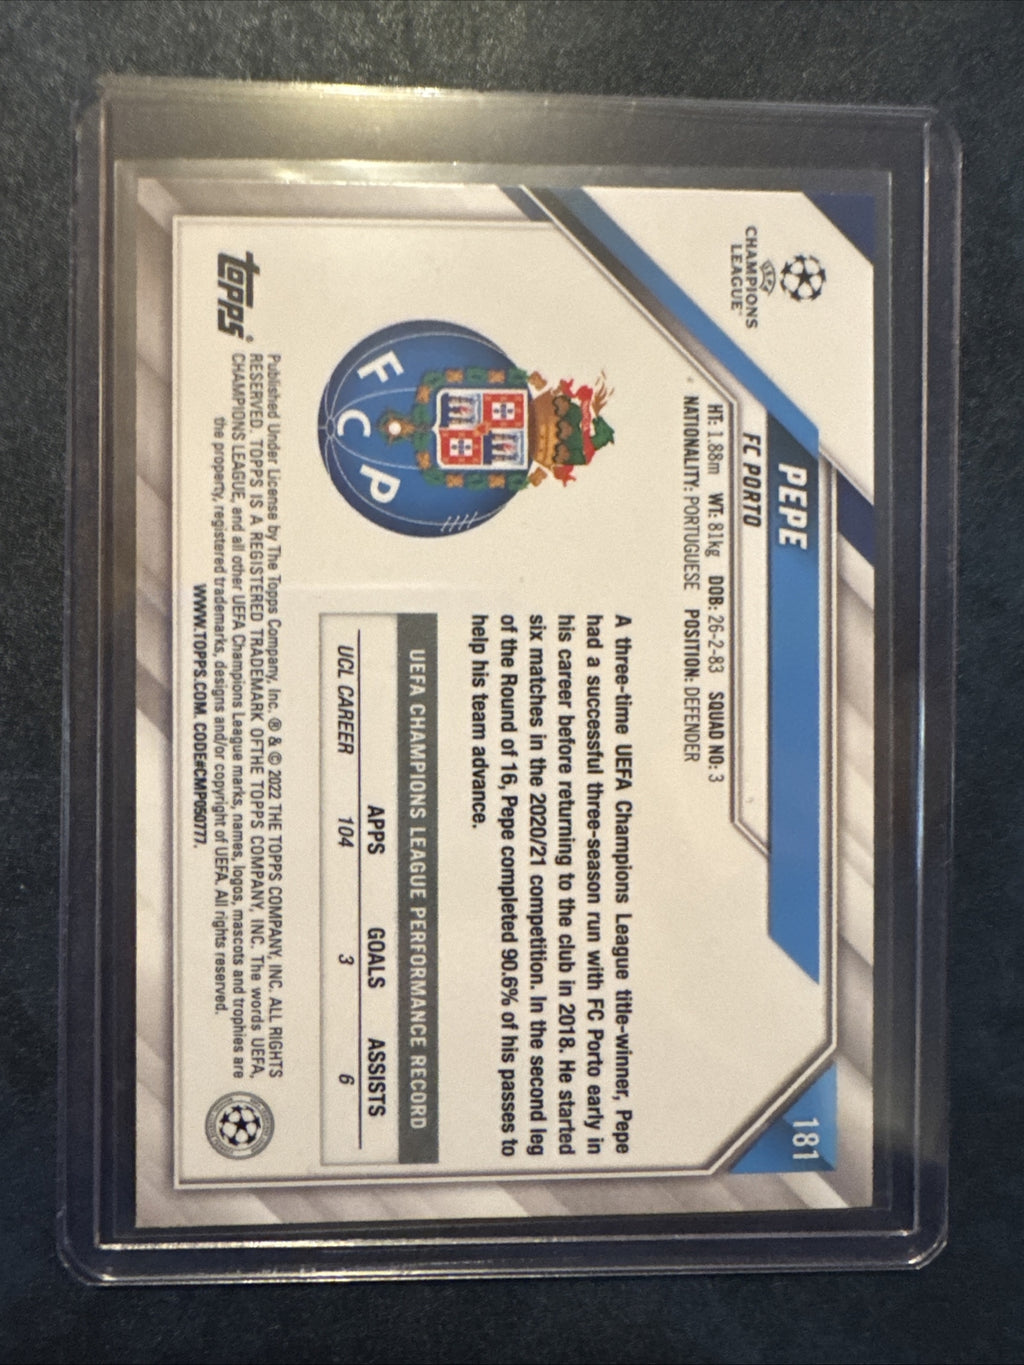 UEFA
CHAMPIONS
LEAGUE™
181
PEPE
FC PORTO
HT: 1.88m WT: 81kg DOB: 26-2-83 SQUAD NO: 3
NATIONALITY: PORTUGUESE POSITION: DEFENDER
A three-time UEFA Champions League title-winner, Pepe
had a successful three-season run with FC Porto early in
his career before returning to the club in 2018. He started
six matches in the 2020/21 competition. In the second leg
of the Round of 16, Pepe completed 90.6% of his passes to
help his team advance.
F C P
UEFA CHAMPIONS LEAGUE PERFORMANCE RECORD
APPS GOALS ASSISTS
UCL CAREER 104 3 6
topps®
Published Under License by The Topps Company, Inc. ® & © 2022 THE TOPPS COMPANY, INC. ALL RIGHTS
RESERVED. TOPPS IS A REGISTERED TRADEMARK OF THE TOPPS COMPANY, INC. The words UEFA,
CHAMPIONS LEAGUE, and all other UEFA Champions League marks, names, logos, mascots and trophies are
the property, registered trademarks, designs and/or copyright of UEFA. All rights reserved.
WWW.TOPPS.COM. CODE#CMP050777.